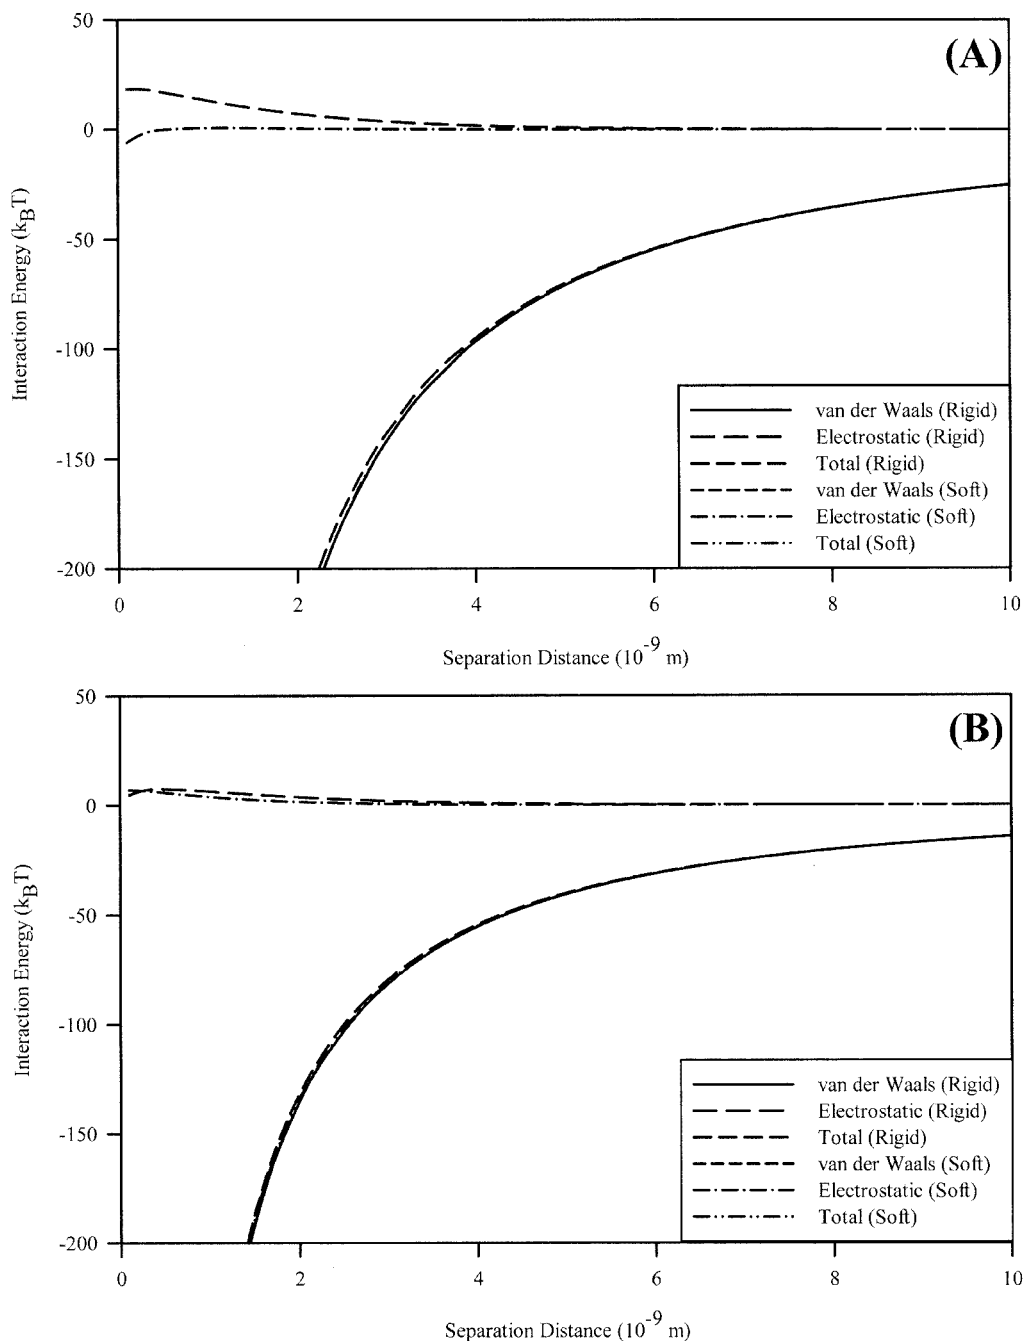 50
(A)
0
-50
-100
-150
-200
Interaction Energy (kBT)
van der Waals (Rigid)
Electrostatic (Rigid)
Total (Rigid)
van der Waals (Soft)
Electrostatic (Soft)
Total (Soft)
0 2 4 6 8 10
Separation Distance (10-9 m)
50
(B)
0
-50
-100
-150
-200
Interaction Energy (kBT)
van der Waals (Rigid)
Electrostatic (Rigid)
Total (Rigid)
van der Waals (Soft)
Electrostatic (Soft)
Total (Soft)
0 2 4 6 8 10
Separation Distance (10-9 m)